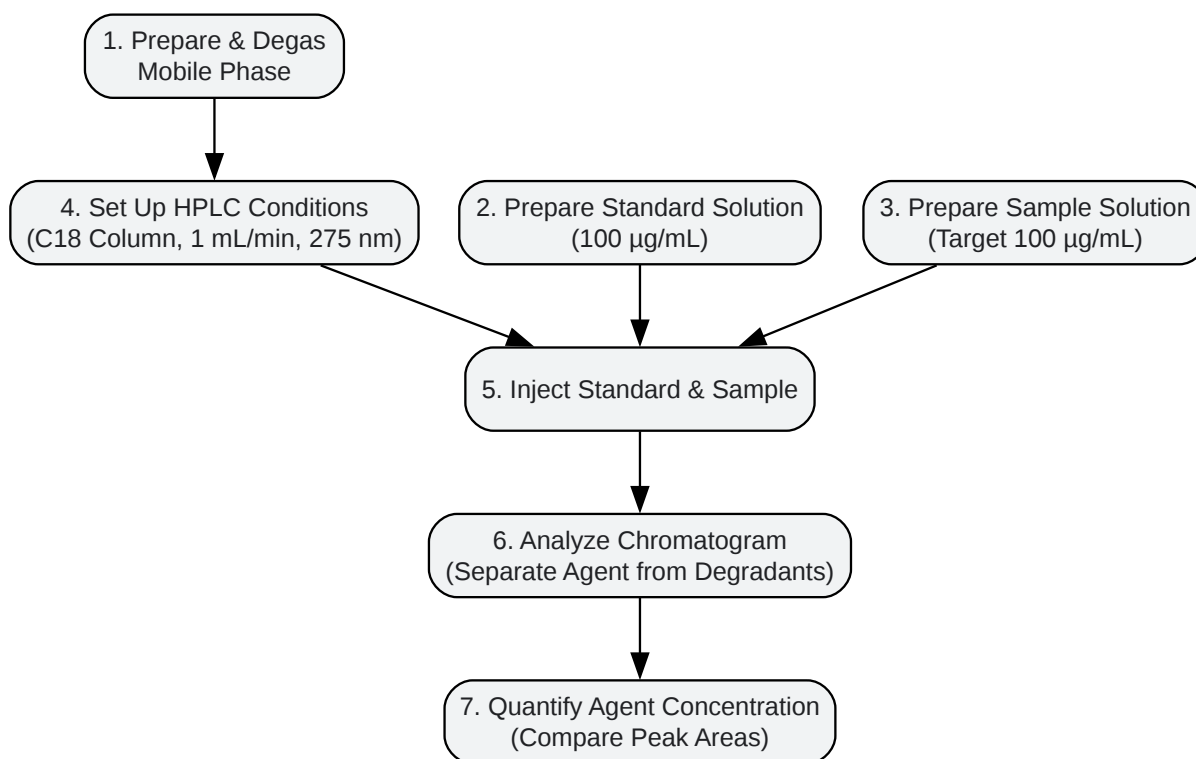 1. Prepare & Degas
Mobile Phase
4. Set Up HPLC Conditions
(C18 Column, 1 mL/min, 275 nm)
2. Prepare Standard Solution
(100 µg/mL)
3. Prepare Sample Solution
(Target 100 µg/mL)
5. Inject Standard & Sample
6. Analyze Chromatogram
(Separate Agent from Degradants)
7. Quantify Agent Concentration
(Compare Peak Areas)